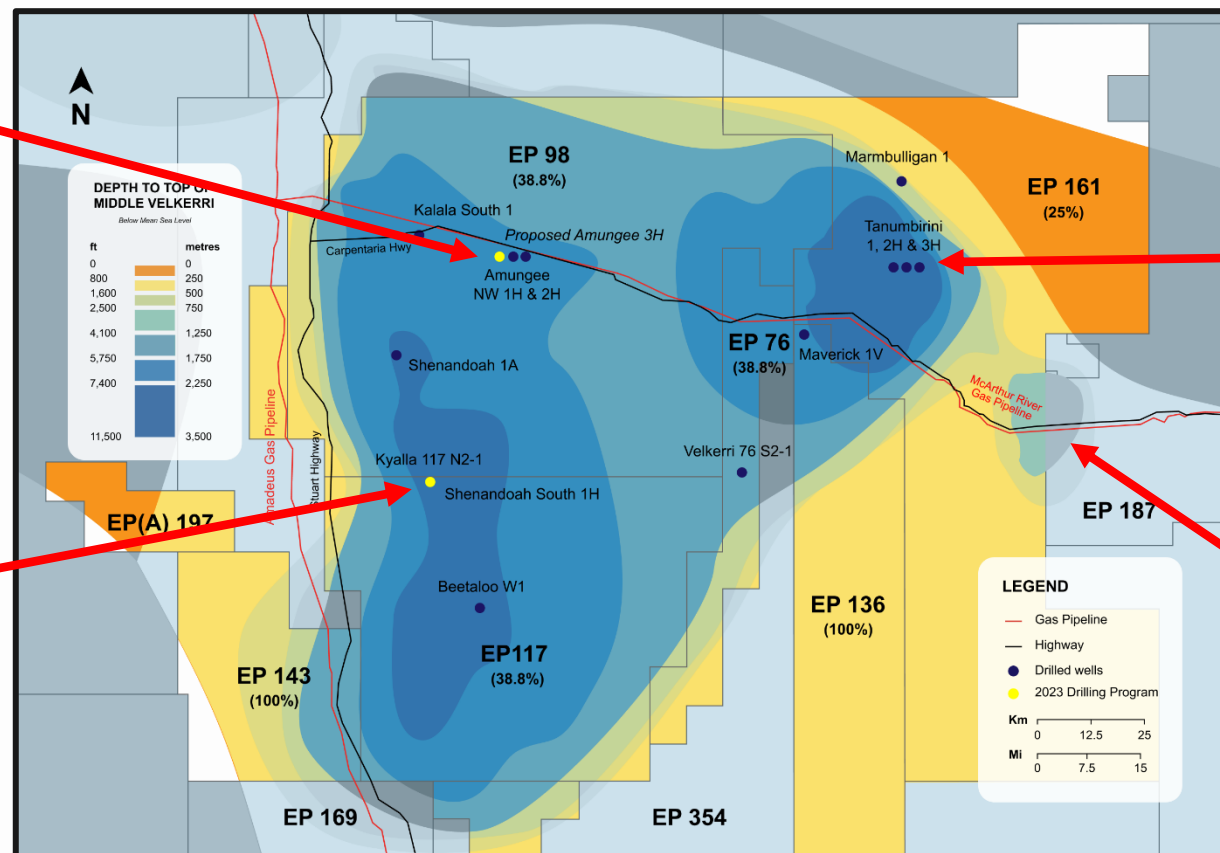 N
DEPTH TO TOP OF
MIDDLE VELKERRI
Below Mean Sea Level
ft metres
0 0
800 250
1,600 500
2,500 750
4,100 1,250
5,750 1,750
7,400 2,250
11,500 3,500
EP 98
(38.8%)
Marmbulligan 1
EP 161
(25%)
Kalala South 1
Tanumbirini
1, 2H & 3H
Proposed Amungee 3H
Carpentaria Hwy
Amungee
NW 1H & 2H
EP 76
(38.8%)
Maverick 1V
Shenandoah 1A
McArthur River
Gas Pipeline
Amadeus Gas Pipeline
Stuart Highway
Kyalla 117 N2-1
Velkerri 76 S2-1
Shenandoah South 1H
EP(A) 197
EP 187
Beetaloo W1
EP 136
(100%)
EP 143
(100%)
EP117
(38.8%)
EP 169
EP 354
LEGEND
Gas Pipeline
Highway
Drilled wells
2023 Drilling Program
Km
0 12.5 25
Mi
0 7.5 15